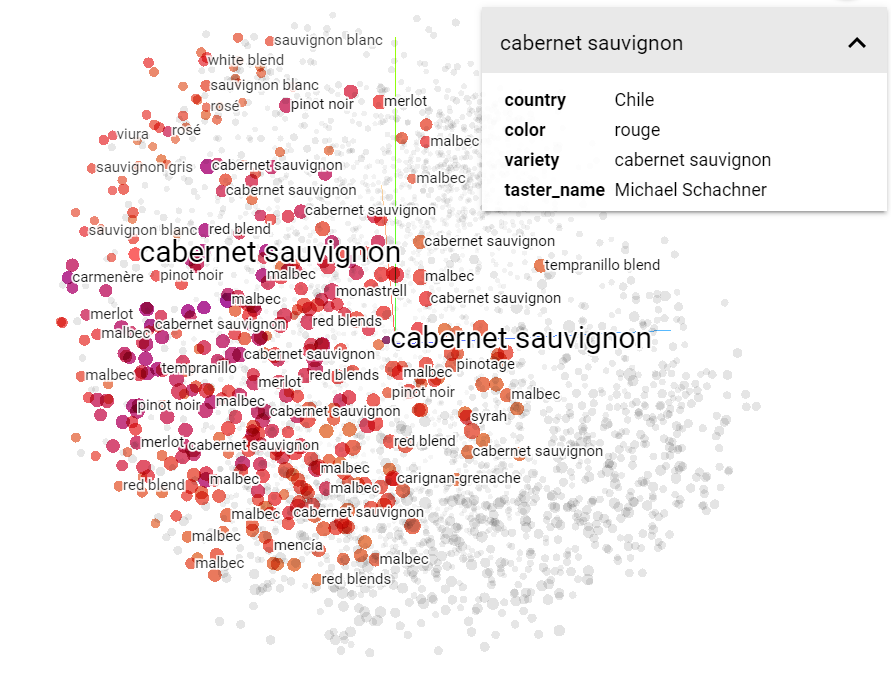 cabernet sauvignon
country Chile
color rouge
variety cabernet sauvignon
taster_name Michael Schachner
sauvignon blanc
white blend
sauvignon blanc
rosé
pinot noir
merlot
viura
rosé
malbec
sauvignon gris
cabernet sauvignon
malbec
cabernet sauvignon
cabernet sauvignon
sauvignon blanc
red blend
cabernet sauvignon
cabernet sauvignon
tempranillo blend
carmenère
pinot noir
malbec
malbec
monastrell
malbec
cabernet sauvignon
merlot
cabernet sauvignon
red blends
malbec
cabernet sauvignon
cabernet sauvignon
pinotage
tempranillo
malbec
malbec
merlot
red blends
pinot noir
malbec
pinot noir
malbec
cabernet sauvignon
syrah
merlot
cabernet sauvignon
red blend
cabernet sauvignon
malbec
carignan-grenache
red blend
malbec
malbec
malbec
cabernet sauvignon
malbec
mencía
malbec
malbec
red blends